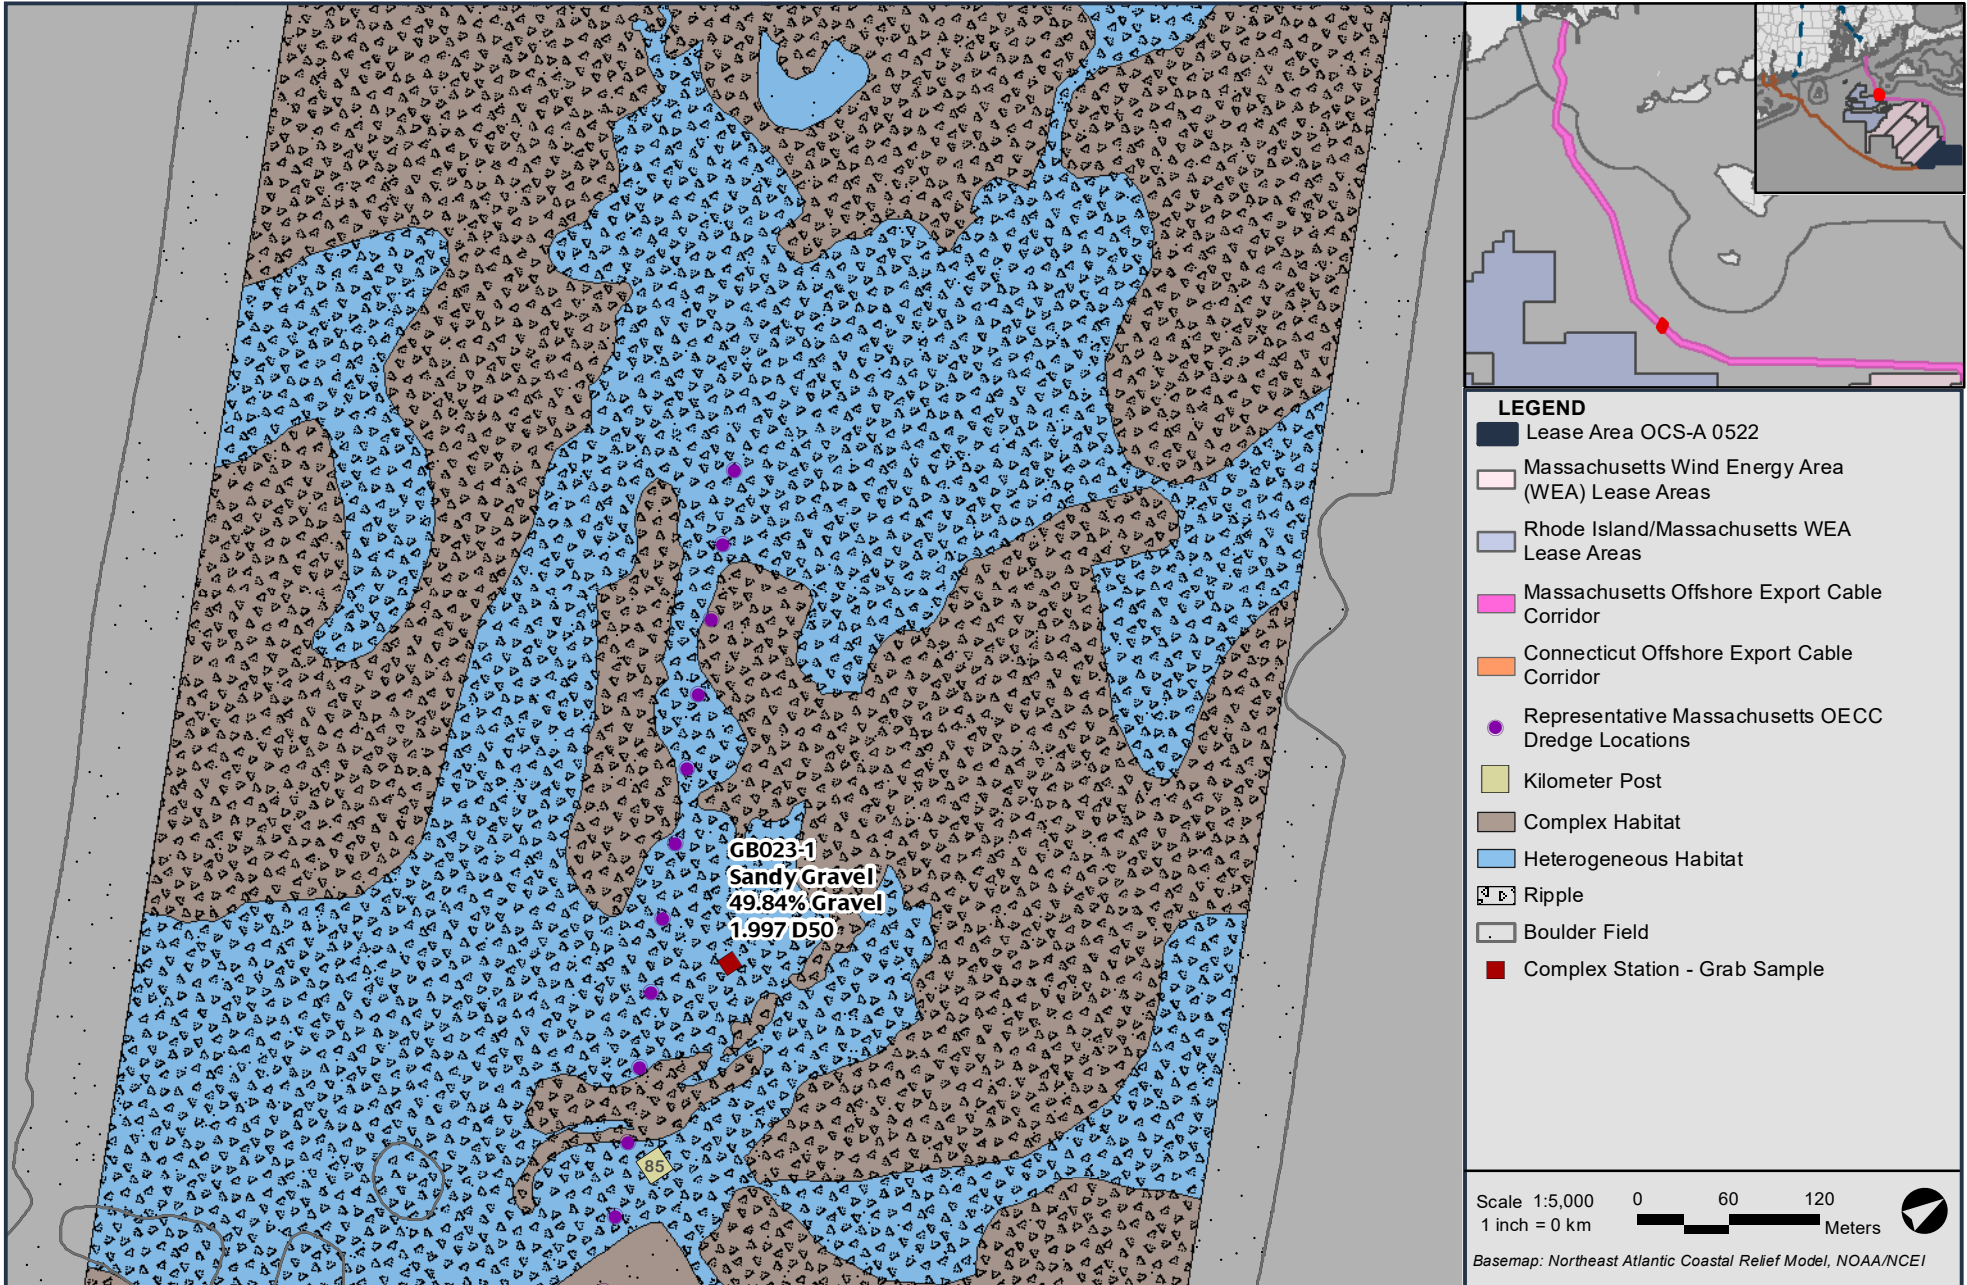 GB023-1
Sandy Gravel
49.84% Gravel
1.997 D50
85
LEGEND
Lease Area OCS-A 0522
Massachusetts Wind Energy Area
(WEA) Lease Areas
Rhode Island/Massachusetts WEA
Lease Areas
Massachusetts Offshore Export Cable
Corridor
Connecticut Offshore Export Cable
Corridor
Representative Massachusetts OECC
Dredge Locations
Kilometer Post
Complex Habitat
Heterogeneous Habitat
Ripple
Boulder Field
Complex Station - Grab Sample
Scale 1:5,000
1 inch = 0 km
0 60 120
Meters
Basemap: Northeast Atlantic Coastal Relief Model, NOAA/NCEI